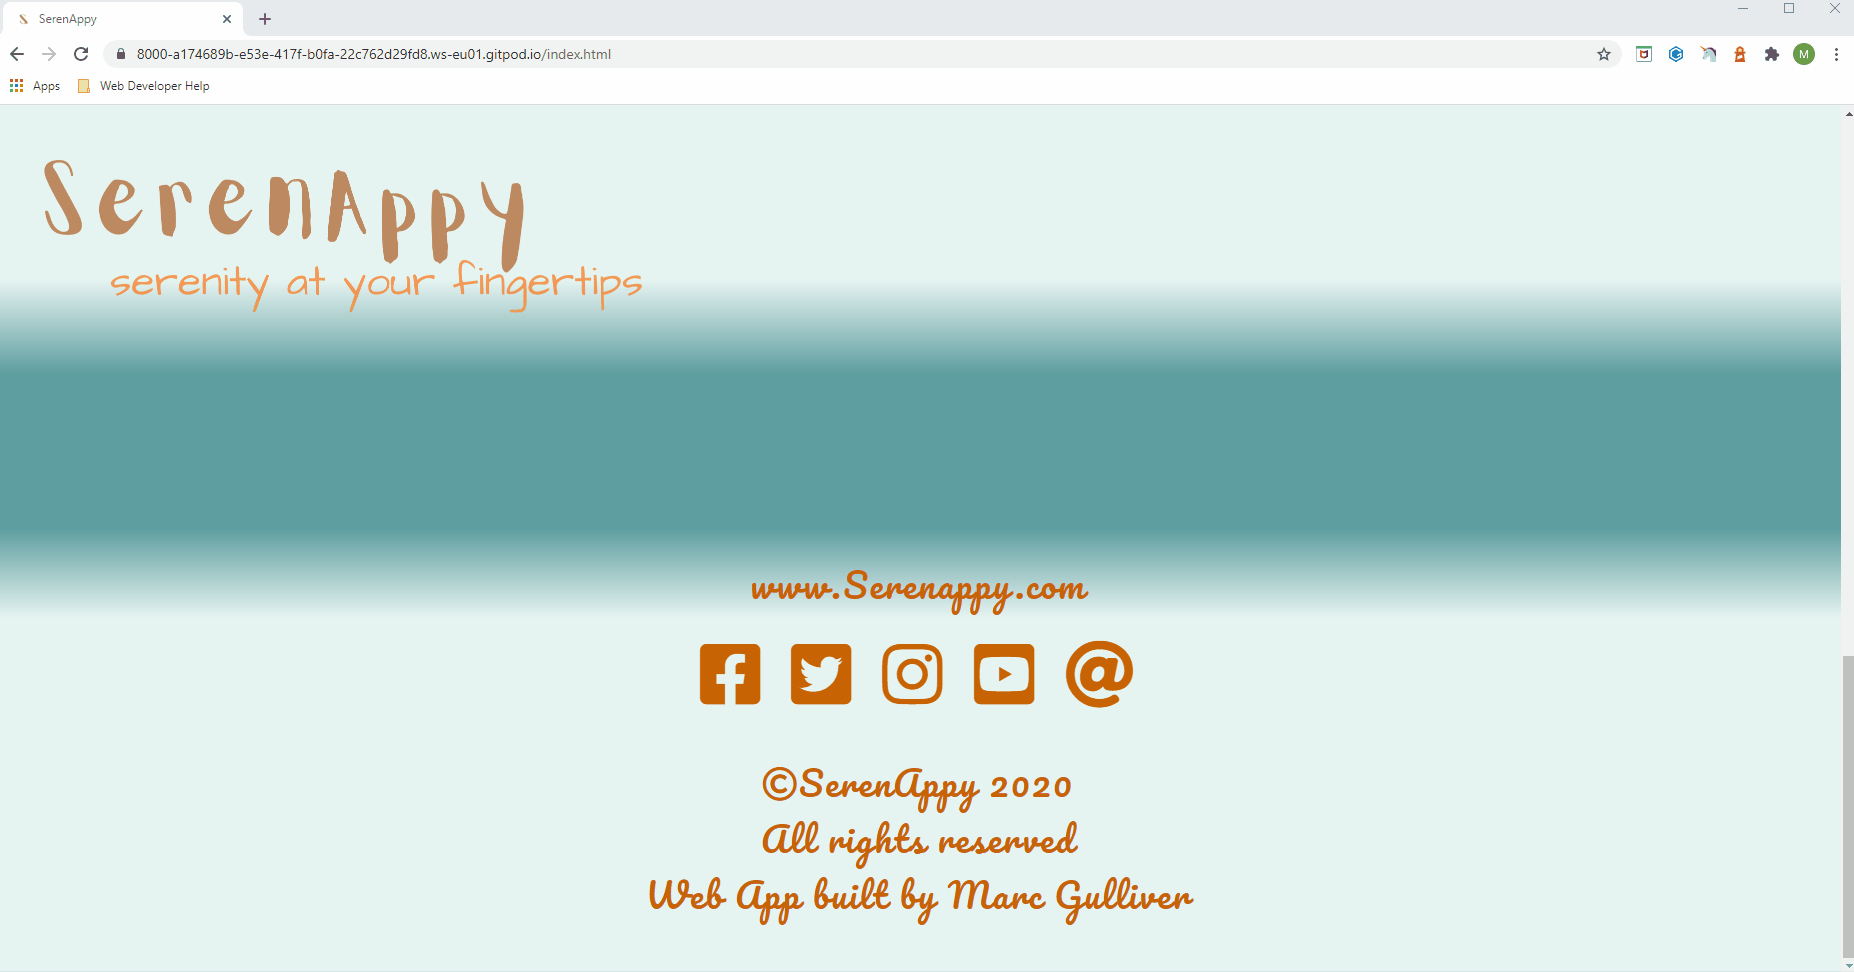 SerenAppy
8000-a174689b-e53e-417f-b0fa-22c762d29fd8.ws-eu01.gitpod.io/index.html
M
Apps
Web Developer Help
SerenAppy
serenity at your fingertips
www.Serenappy.com
©SerenAppy 2020
All rights reserved
Web App built by Marc Gulliver